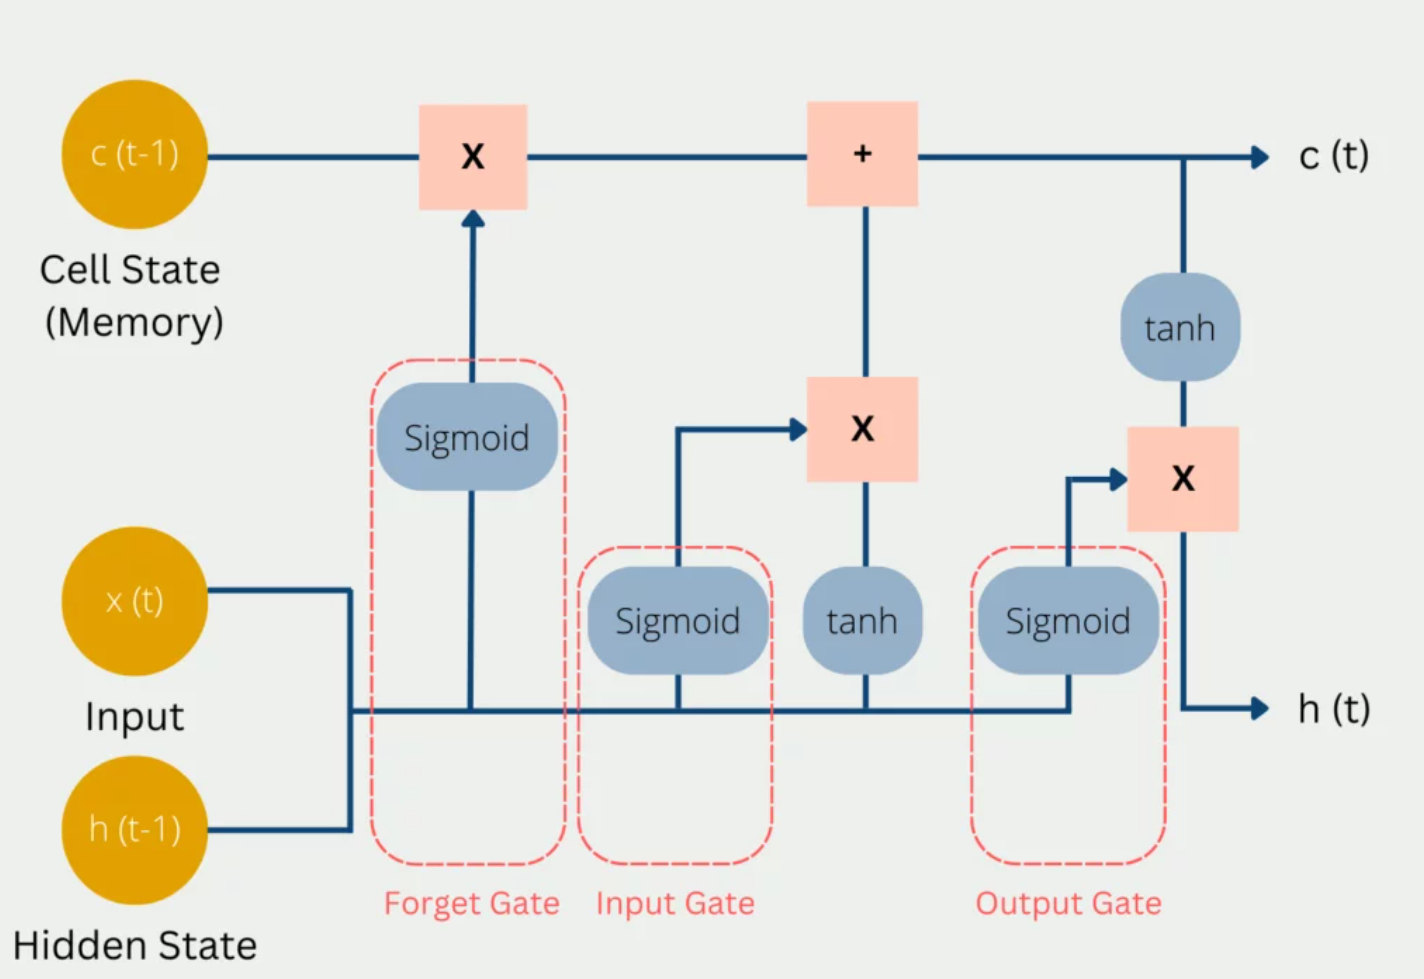 c (t-1)
X
+
c (t)
Cell State
(Memory)
tanh
Sigmoid
X
X
x (t)
Sigmoid
tanh
Sigmoid
Input
h (t)
h (t-1)
Forget Gate
Input Gate
Output Gate
Hidden State